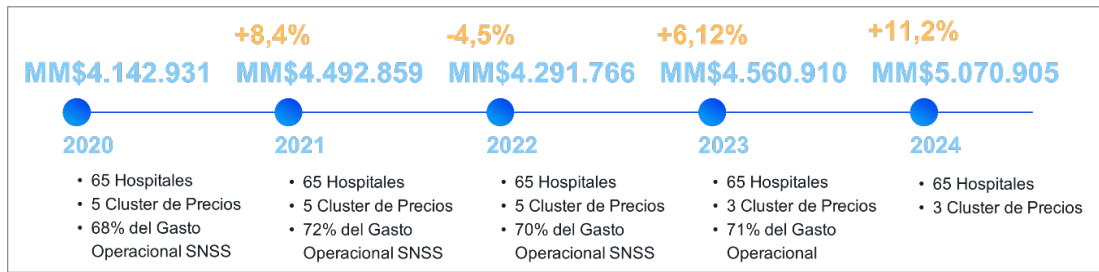 +8,4%
-4,5%
+6,12%
+11,2%
MM$4.142.931
MM$4.492.859
MM$4.291.766
MM$4.560.910
MM$5.070.905
2020
2021
2022
2023
2024
• 65 Hospitales
• 5 Cluster de Precios
• 68% del Gasto
Operacional SNSS
• 65 Hospitales
• 5 Cluster de Precios
• 72% del Gasto
Operacional SNSS
• 65 Hospitales
• 5 Cluster de Precios
• 70% del Gasto
Operacional SNSS
• 65 Hospitales
• 3 Cluster de Precios
• 71% del Gasto
Operacional
• 65 Hospitales
• 3 Cluster de Precios